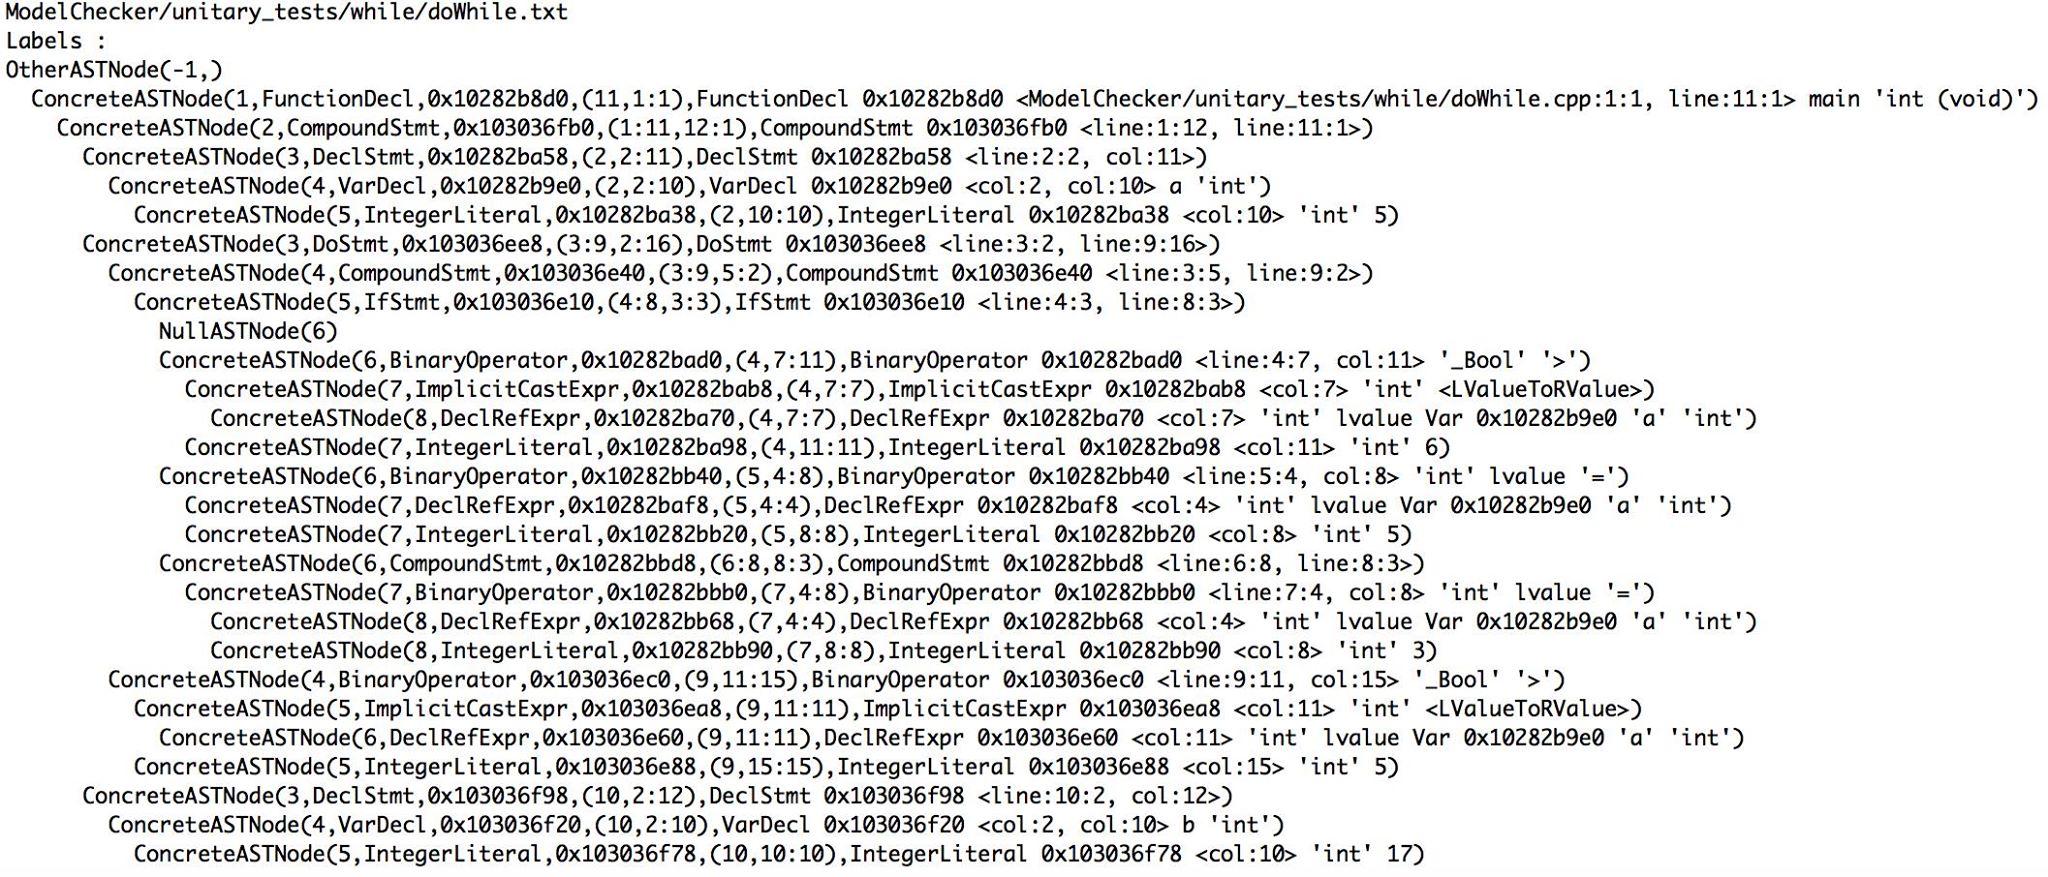 ModelChecker/unitary_tests/while/doWhile.txt
Labels :
OtherASTNode(-1,)
ConcreteASTNode(1,FunctionDecl,0x10282b8d0,(11,1:1),FunctionDecl 0x10282b8d0 <ModelChecker/unitary_tests/while/doWhile.cpp:1:1, line:11:1> main 'int (void)')
ConcreteASTNode(2,CompoundStmt,0x103036fb0,(1:11,12:1),CompoundStmt 0x103036fb0 <line:1:12, line:11:1>)
ConcreteASTNode(3,DeclStmt,0x10282ba58,(2,2:11),DeclStmt 0x10282ba58 <line:2:2, col:11>)
ConcreteASTNode(4,VarDecl,0x10282b9e0,(2,2:10),VarDecl 0x10282b9e0 <col:2, col:10> a 'int')
ConcreteASTNode(5,IntegerLiteral,0x10282ba38,(2,10:10),IntegerLiteral 0x10282ba38 <col:10> 'int' 5)
ConcreteASTNode(3,DoStmt,0x103036ee8,(3:9,2:16),DoStmt 0x103036ee8 <line:3:2, line:9:16>)
ConcreteASTNode(4,CompoundStmt,0x103036e40,(3:9,5:2),CompoundStmt 0x103036e40 <line:3:5, line:9:2>)
ConcreteASTNode(5,IfStmt,0x103036e10,(4:8,3:3),IfStmt 0x103036e10 <line:4:3, line:8:3>)
NullASTNode(6)
ConcreteASTNode(6,BinaryOperator,0x10282bad0,(4,7:11),BinaryOperator 0x10282bad0 <line:4:7, col:11> '_Bool' '>')
ConcreteASTNode(7,ImplicitCastExpr,0x10282bab8,(4,7:7),ImplicitCastExpr 0x10282bab8 <col:7> 'int' <LValueToRValue>)
ConcreteASTNode(8,DeclRefExpr,0x10282ba70,(4,7:7),DeclRefExpr 0x10282ba70 <col:7> 'int' lvalue Var 0x10282b9e0 'a' 'int')
ConcreteASTNode(7,IntegerLiteral,0x10282ba98,(4,11:11),IntegerLiteral 0x10282ba98 <col:11> 'int' 6)
ConcreteASTNode(6,BinaryOperator,0x10282bb40,(5,4:8),BinaryOperator 0x10282bb40 <line:5:4, col:8> 'int' lvalue '=')
ConcreteASTNode(7,DeclRefExpr,0x10282baf8,(5,4:4),DeclRefExpr 0x10282baf8 <col:4> 'int' lvalue Var 0x10282b9e0 'a' 'int')
ConcreteASTNode(7,IntegerLiteral,0x10282bb20,(5,8:8),IntegerLiteral 0x10282bb20 <col:8> 'int' 5)
ConcreteASTNode(6,CompoundStmt,0x10282bbd8,(6:8,8:3),CompoundStmt 0x10282bbd8 <line:6:8, line:8:3>)
ConcreteASTNode(7,BinaryOperator,0x10282bbb0,(7,4:8),BinaryOperator 0x10282bbb0 <line:7:4, col:8> 'int' lvalue '=')
ConcreteASTNode(8,DeclRefExpr,0x10282bb68,(7,4:4),DeclRefExpr 0x10282bb68 <col:4> 'int' lvalue Var 0x10282b9e0 'a' 'int')
ConcreteASTNode(8,IntegerLiteral,0x10282bb90,(7,8:8),IntegerLiteral 0x10282bb90 <col:8> 'int' 3)
ConcreteASTNode(4,BinaryOperator,0x103036ec0,(9,11:15),BinaryOperator 0x103036ec0 <line:9:11, col:15> '_Bool' '>')
ConcreteASTNode(5,ImplicitCastExpr,0x103036ea8,(9,11:11),ImplicitCastExpr 0x103036ea8 <col:11> 'int' <LValueToRValue>)
ConcreteASTNode(6,DeclRefExpr,0x103036e60,(9,11:11),DeclRefExpr 0x103036e60 <col:11> 'int' lvalue Var 0x10282b9e0 'a' 'int')
ConcreteASTNode(5,IntegerLiteral,0x103036e88,(9,15:15),IntegerLiteral 0x103036e88 <col:15> 'int' 5)
ConcreteASTNode(3,DeclStmt,0x103036f98,(10,2:12),DeclStmt 0x103036f98 <line:10:2, col:12>)
ConcreteASTNode(4,VarDecl,0x103036f20,(10,2:10),VarDecl 0x103036f20 <col:2, col:10> b 'int')
ConcreteASTNode(5,IntegerLiteral,0x103036f78,(10,10:10),IntegerLiteral 0x103036f78 <col:10> 'int' 17)